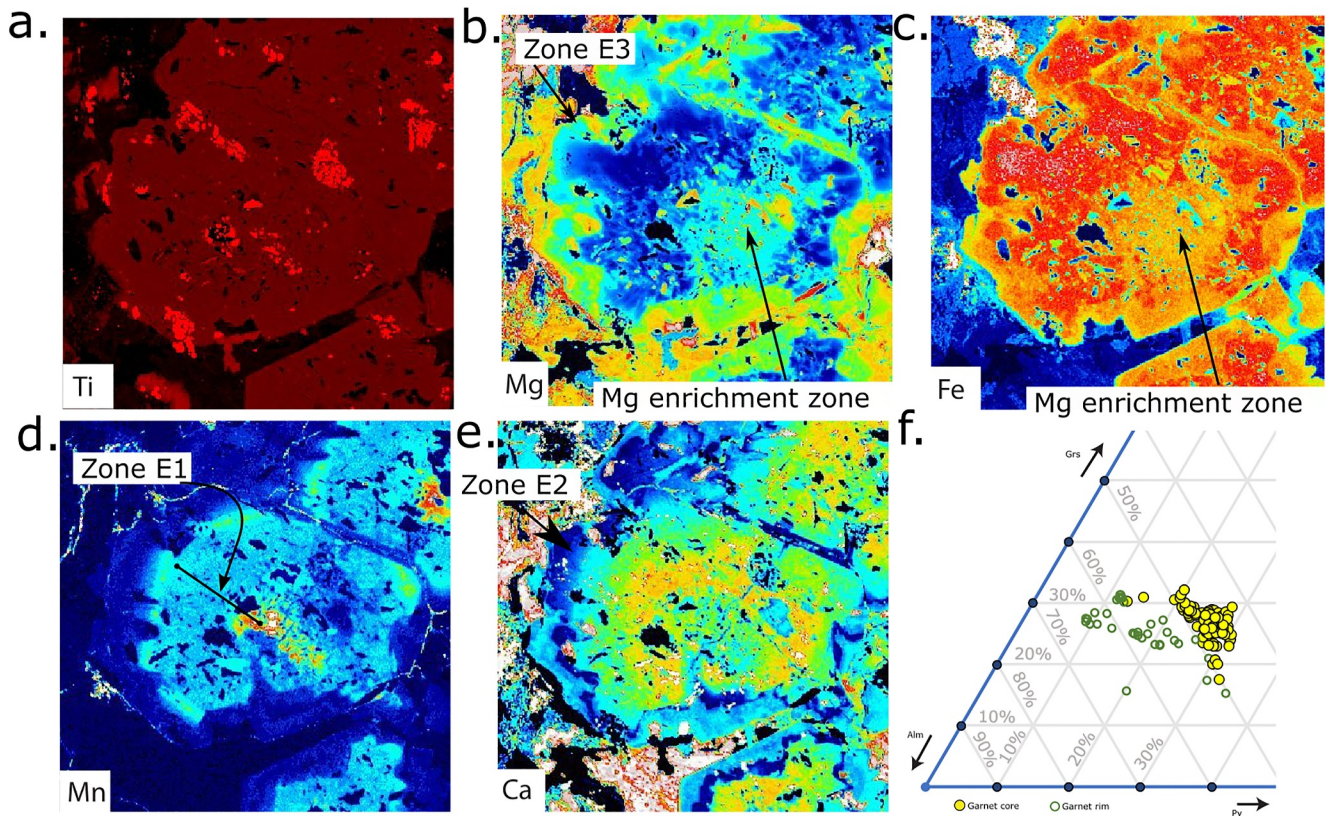 a.
Ti
b.
Zone E3
Mg
Mg enrichment zone
c.
Fe
Mg enrichment zone
d.
Zone E1
Mn
e.
Zone E2
Ca
f.
Grs
50%
60%
30%
70%
20%
80%
10%
90%
10%
20%
30%
Alm
Py
Garnet core
Garnet rim